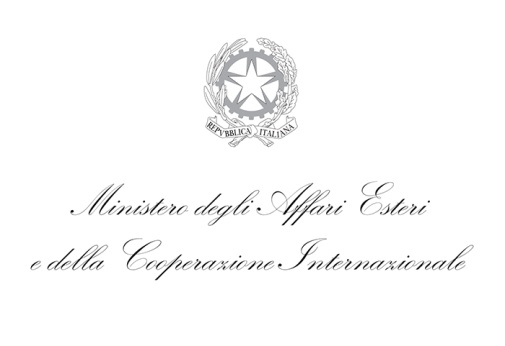 REPVBBLICA ITALIANA
Ministero degli Affari Esteri
e della Cooperazione Internazionale